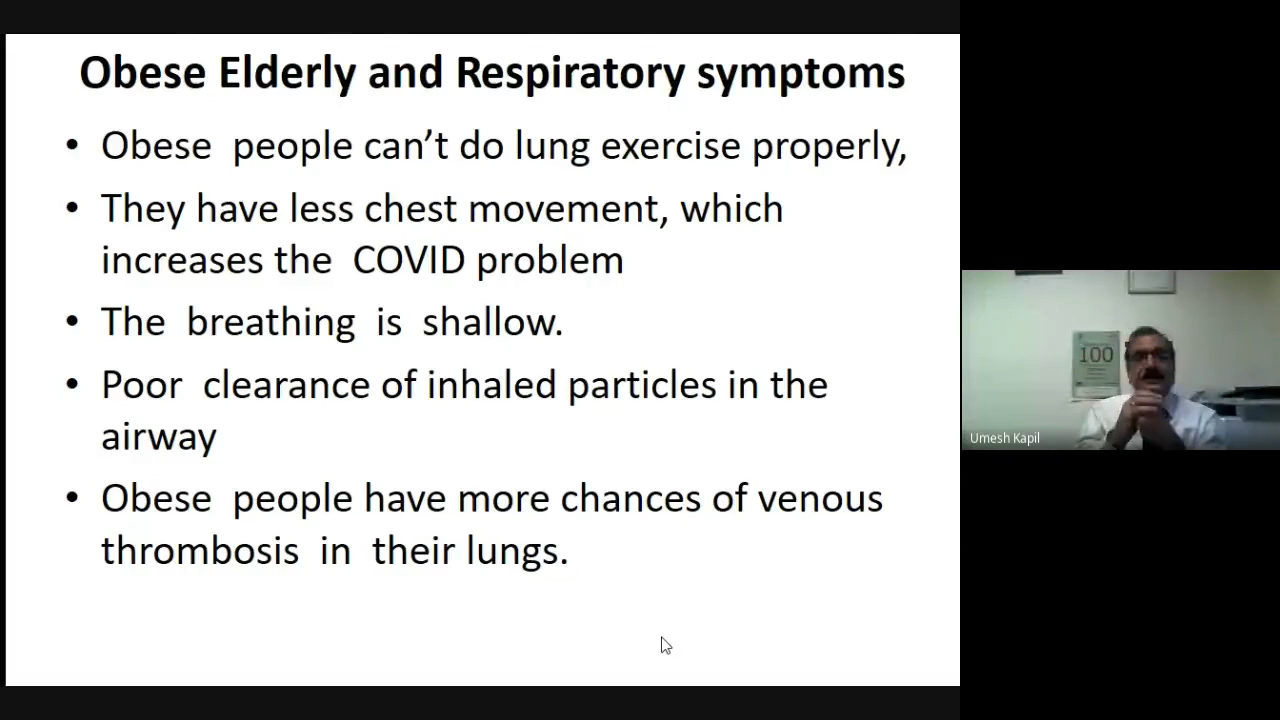 Obese Elderly and Respiratory symptoms
• Obese  people can’t do lung exercise properly,
• They have less chest movement, which
increases the  COVID problem
• The  breathing  is  shallow.
• Poor  clearance of inhaled particles in the
airway
• Obese  people have more chances of venous
thrombosis  in  their lungs.
100
Umesh Kapil